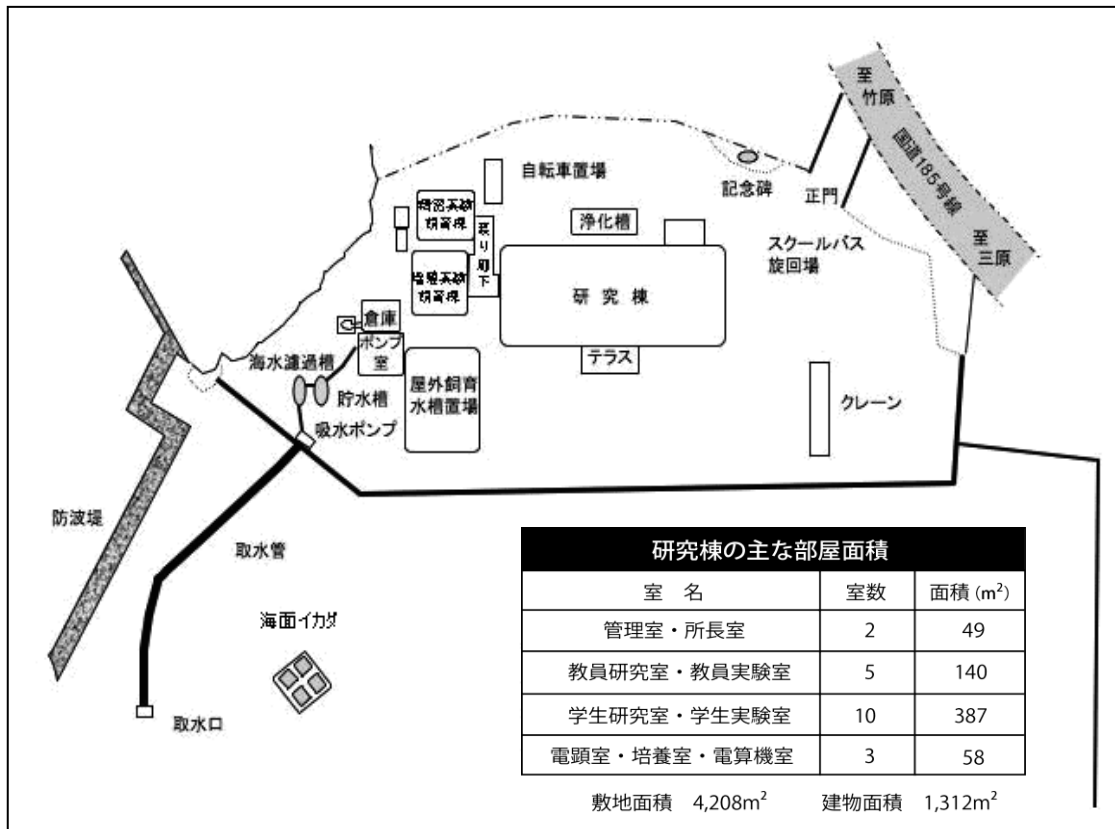 至
竹原
国道185号線
至
三原
正門
記念碑
スクールバス
旋回場
自転車置場
浄化槽
渡り廊下
研究棟
テラス
倉庫
ポンプ
室
海水濾過槽
貯水槽
吸水ポンプ
屋外飼育
水槽置場
クレーン
防波堤
取水管
取水口
海面イカダ
研究棟の主な部屋面積
室 名 室数 面積 (m²)
管理室・所長室 2 49
教員研究室・教員実験室 5 140
学生研究室・学生実験室 10 387
電顕室・培養室・電算機室 3 58
敷地面積 4,208m² 建物面積 1,312m²